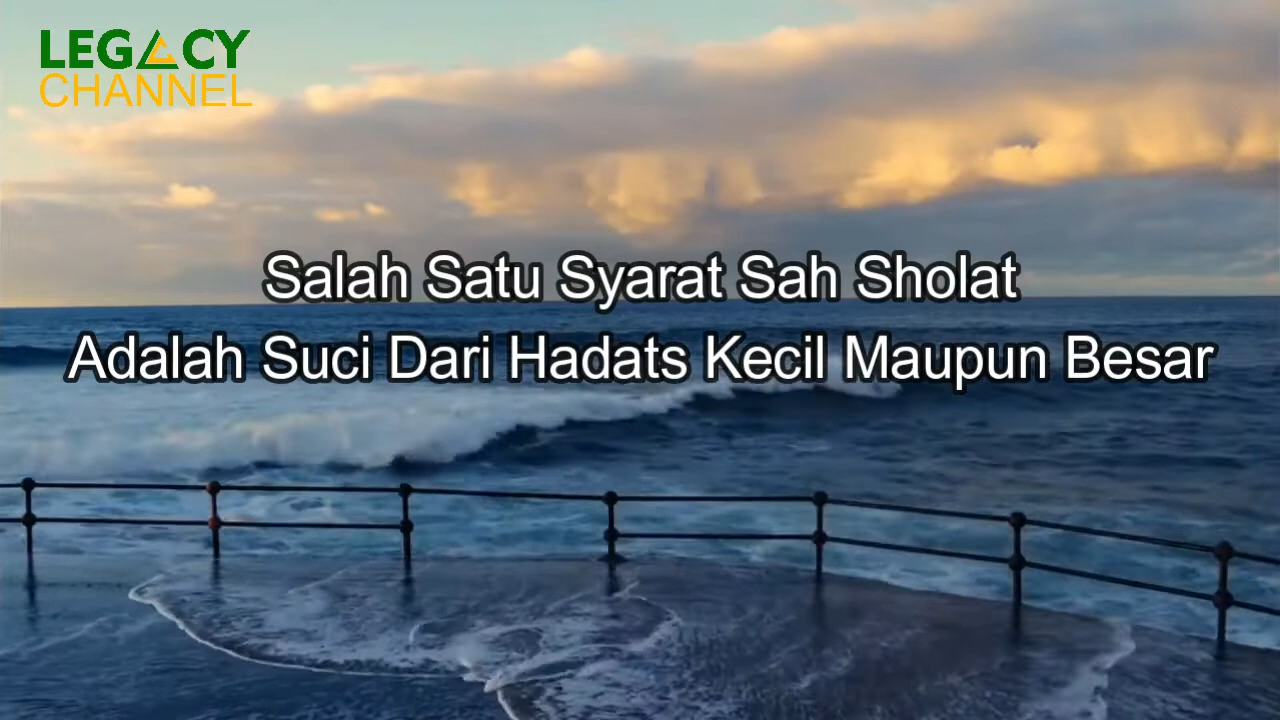 LEGACY
CHANNEL
Salah Satu Syarat Sah Sholat
Adalah Suci Dari Hadats Kecil Maupun Besar